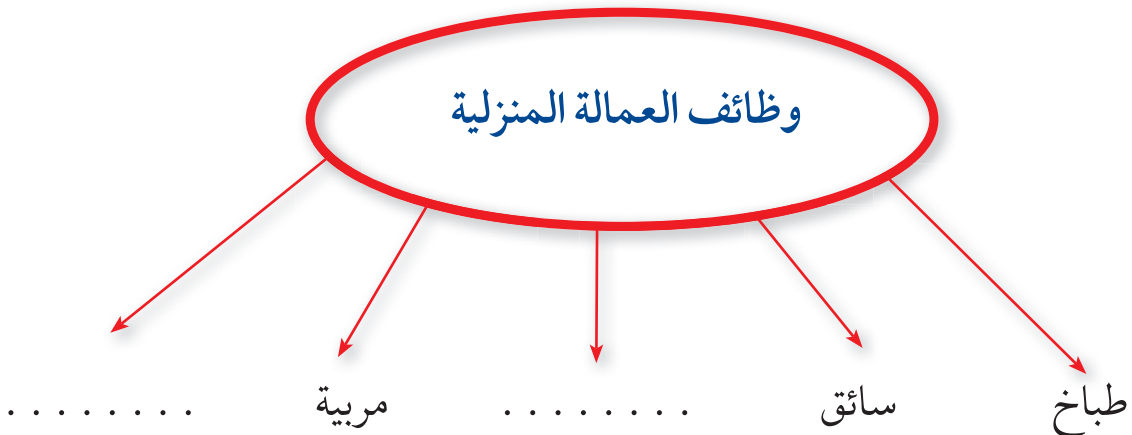 وظائف العمالة المنزلية
طباخ سائق . . . . . . . . مربية . . . . . . . .